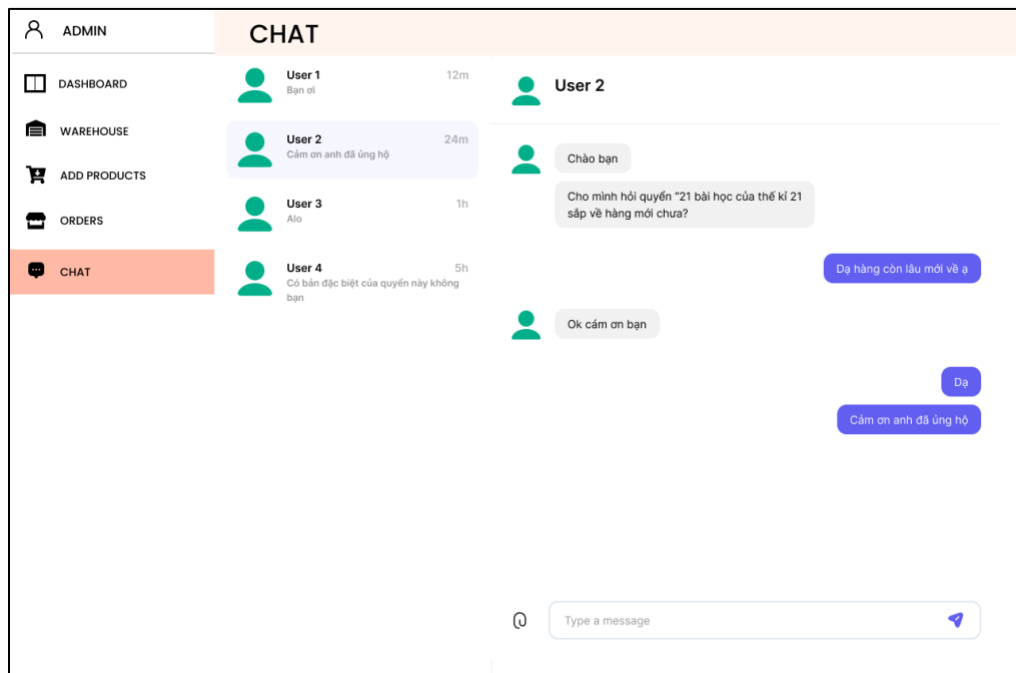 ADMIN
CHAT
DASHBOARD
WAREHOUSE
ADD PRODUCTS
ORDERS
CHAT
User 1
12m
Bạn ơi
User 2
24m
Cảm ơn anh đã ủng hộ
User 3
1h
Alo
User 4
5h
Có bản đặc biệt của quyển này không
bạn
User 2
Chào bạn
Cho mình hỏi quyển "21 bài học của thế kỉ 21
sắp về hàng mới chưa?
Dạ hàng còn lâu mới về ạ
Ok cám ơn bạn
Dạ
Cảm ơn anh đã ủng hộ
Type a message